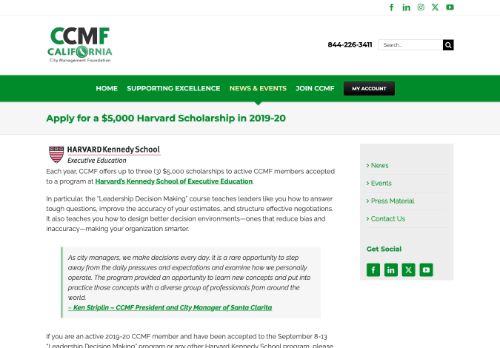 CCMF
CALIFORNIA
City Management Foundation
844-226-3411
Search...
HOME SUPPORTING EXCELLENCE NEWS & EVENTS JOIN CCMF MY ACCOUNT
Apply for a $5,000 Harvard Scholarship in 2019-20
HARVARD Kennedy School
Executive Education
Each year, CCMF offers up to three (3) $5,000 scholarships to active CCMF members accepted
to a program at Harvard's Kennedy School of Executive Education.
In particular, the "Leadership Decision Making" course teaches leaders like you how to answer
tough questions, improve the accuracy of your estimates, and structure effective negotiations.
It also teaches you how to design better decision environments—ones that reduce bias and
inaccuracy—making your organization smarter.
As city managers, we make decisions every day. It is a rare opportunity to step
away from the daily pressures and expectations and examine how we personally
operate. The program provided an opportunity to learn new concepts and put into
practice those concepts with a diverse group of professionals from around the
world.
– Ken Striplin ~ CCMF President and City Manager of Santa Clarita
If you are an active 2019-20 CCMF member and have been accepted to the September 8-13
"Leadership Decision Making" program or any other Harvard Kennedy School program, please
> News
> Events
> Press Material
> Contact Us
Get Social